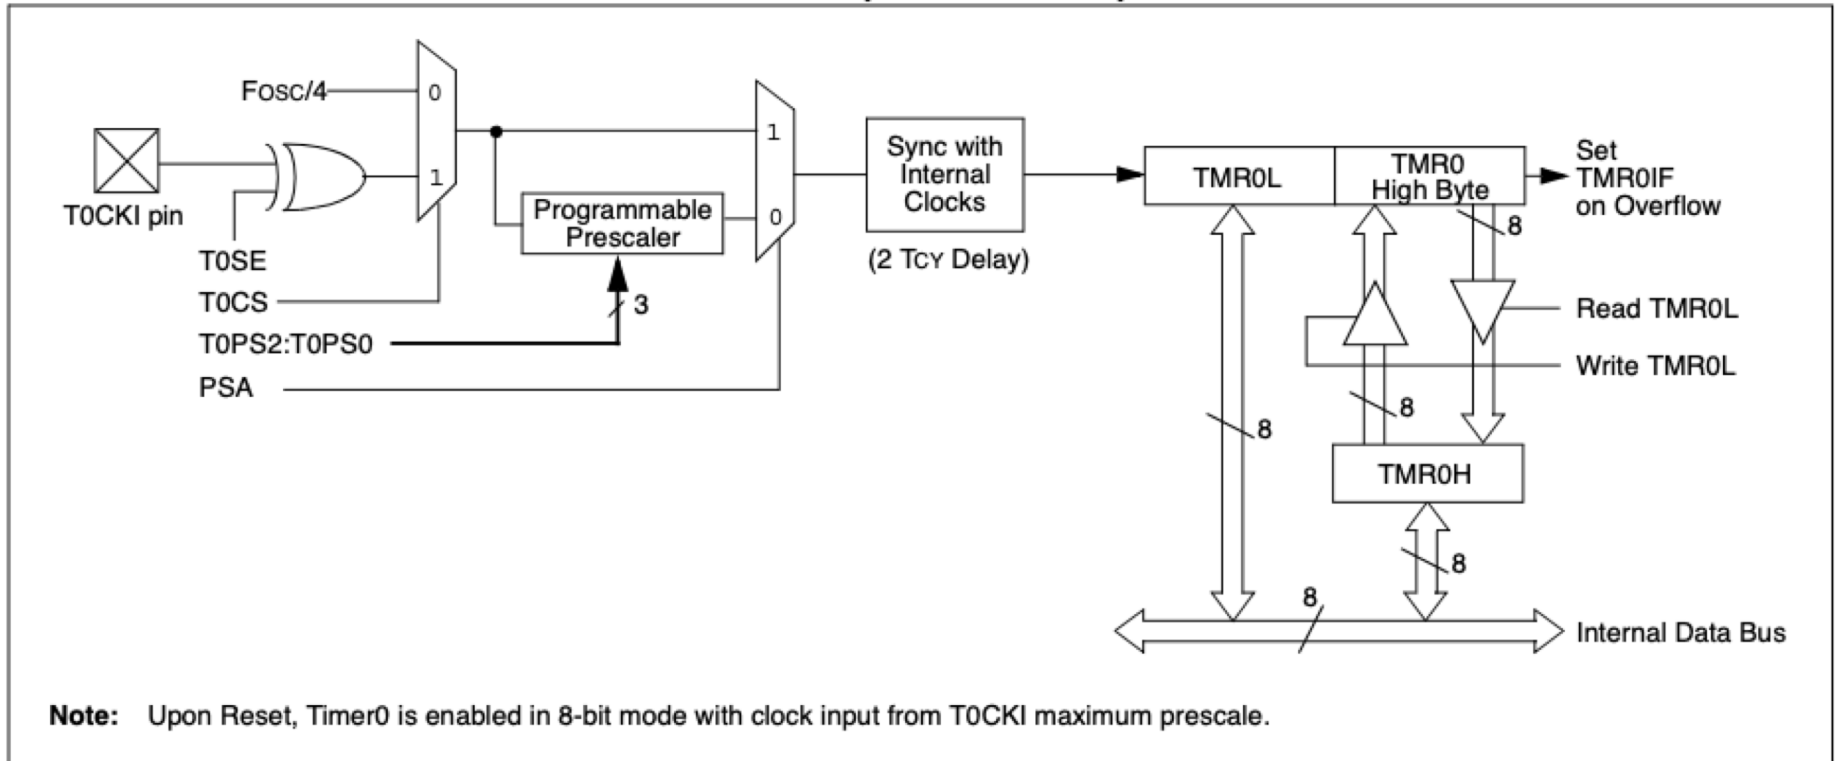 Fosc/4
0
1
T0CKI pin
T0SE
T0CS
T0PS2:T0PS0
PSA
Programmable
Prescaler
3
1
0
Sync with
Internal
Clocks
(2 TCY Delay)
TMR0L
TMR0
High Byte
Set
TMR0IF
on Overflow
8
Read TMR0L
Write TMR0L
8
8
TMR0H
8
8
Internal Data Bus
Note: Upon Reset, Timer0 is enabled in 8-bit mode with clock input from T0CKI maximum prescale.